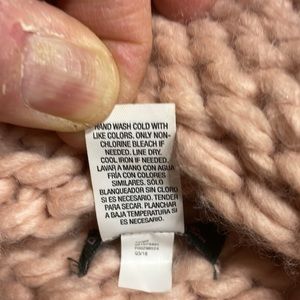 HAND WASH COLD WITH
LIKE COLORS. ONLY NON-
CHLORINE BLEACH IF
NEEDED. LINE DRY.
COOL IRON IF NEEDED.
LAVAR A MANO CON AGUA
FRÍA CON COLORES
SIMILARES. SÓLO
BLANQUEADOR SIN CLORO
SI ES NECESARIO. TENDER
PARA SECAR. PLANCHAR
A BAJA TEMPERATURA SI
ES NECESARIO.
03/18